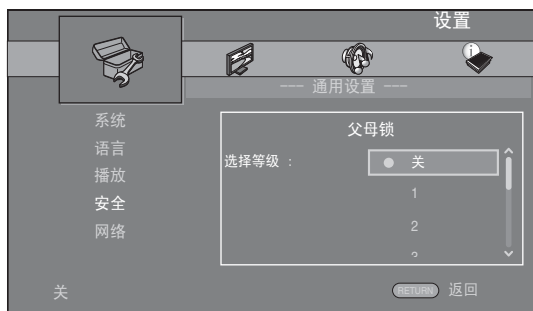 设置
--- 通用设置 ---
系统
语言
播放
安全
网络
父母锁
选择等级 :
关
1
2
关
RETURN 返回